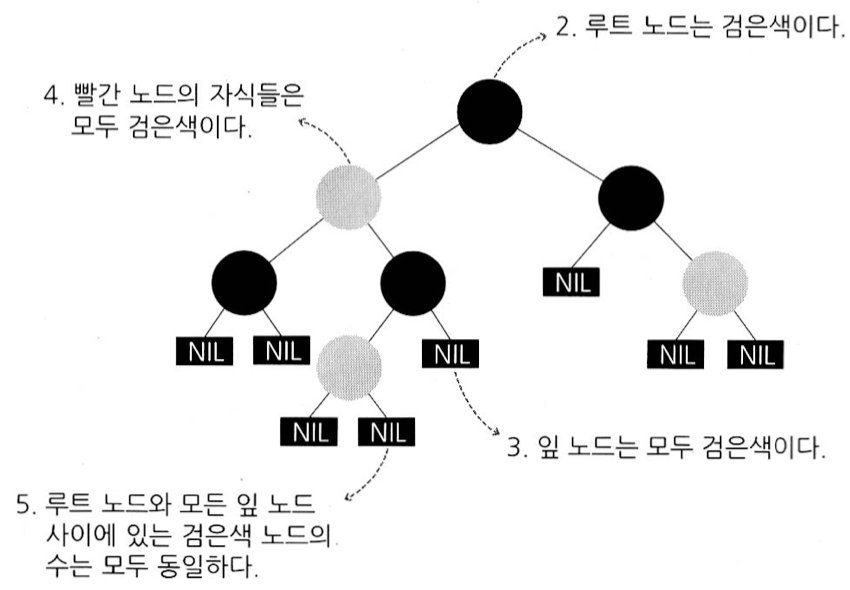 2. 루트 노드는 검은색이다.
4. 빨간 노드의 자식들은
모두 검은색이다.
NIL
NIL
NIL
NIL
NIL
NIL
NIL
NIL
3. 잎 노드는 모두 검은색이다.
5. 루트 노드와 모든 잎 노드
사이에 있는 검은색 노드의
수는 모두 동일하다.